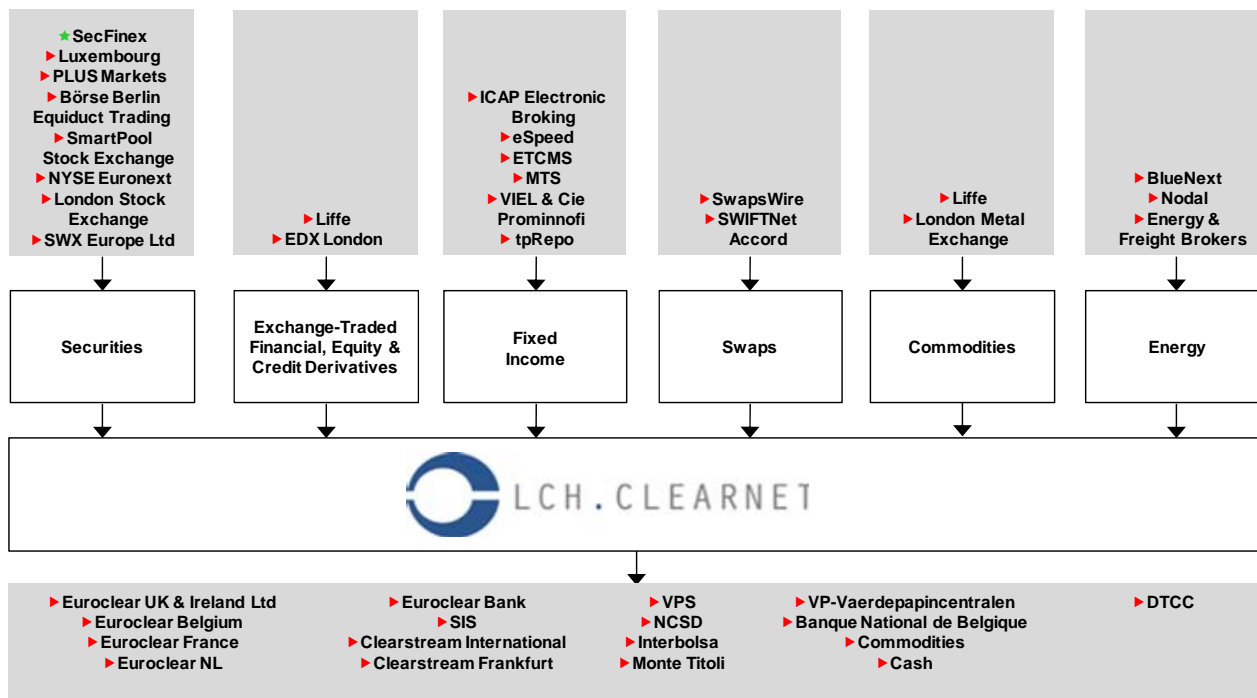 SecFinex
Luxembourg
PLUS Markets
Börse Berlin
Equiduct Trading
SmartPool
Stock Exchange
NYSE Euronext
London Stock
Exchange
SWX Europe Ltd
Liffe
EDX London
ICAP Electronic
Broking
eSpeed
ETCMS
MTS
VIEL & Cie
Prominnofi
tpRepo
SwapsWire
SWIFTNet
Accord
Liffe
London Metal
Exchange
BlueNext
Nodal
Energy &
Freight Brokers
Securities
Exchange-Traded
Financial, Equity &
Credit Derivatives
Fixed
Income
Swaps
Commodities
Energy
LCH.CLEARNET
Euroclear UK & Ireland Ltd
Euroclear Belgium
Euroclear France
Euroclear NL
Euroclear Bank
SIS
Clearstream International
Clearstream Frankfurt
VPS
NCSD
Interbolsa
Monte Titoli
VP-Vaerdepapincentralen
Banque National de Belgique
Commodities
Cash
DTCC